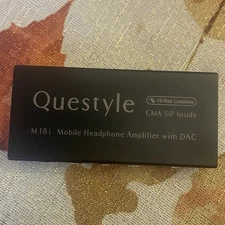 Questyle
Hi-Res Lossless
CMA SiP Inside
M18i Mobile Headphone Amplifier with DAC